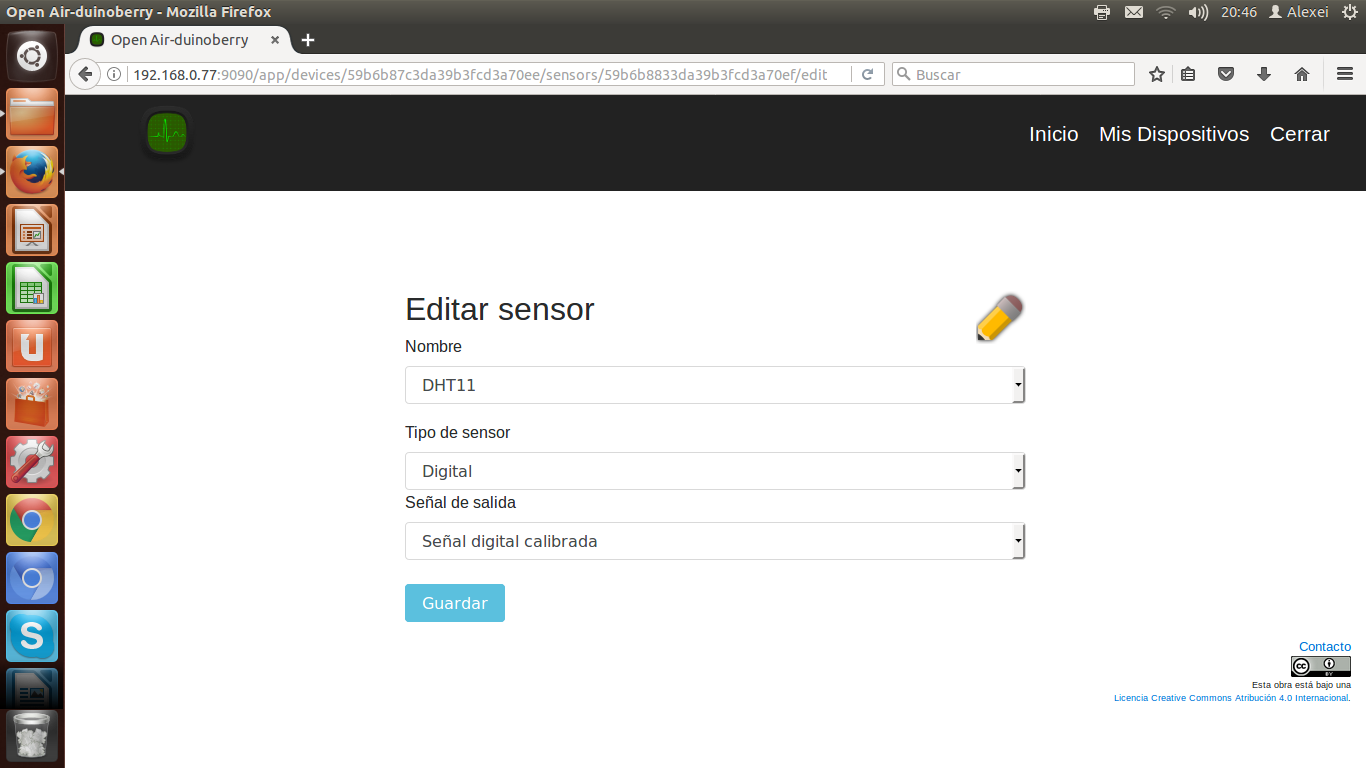 Open Air-duinoberry - Mozilla Firefox
20:46
Alexei
Open Air-duinoberry
192.168.0.77:9090/app/devices/59b6b87c3da39b3fcd3a70ee/sensors/59b6b8833da39b3fcd3a70ef/edit
Buscar
Inicio
Mis Dispositivos
Cerrar
Editar sensor
Nombre
DHT11
Tipo de sensor
Digital
Señal de salida
Señal digital calibrada
Guardar
Contacto
cc
BY
Esta obra está bajo una
Licencia Creative Commons Atribución 4.0 Internacional.